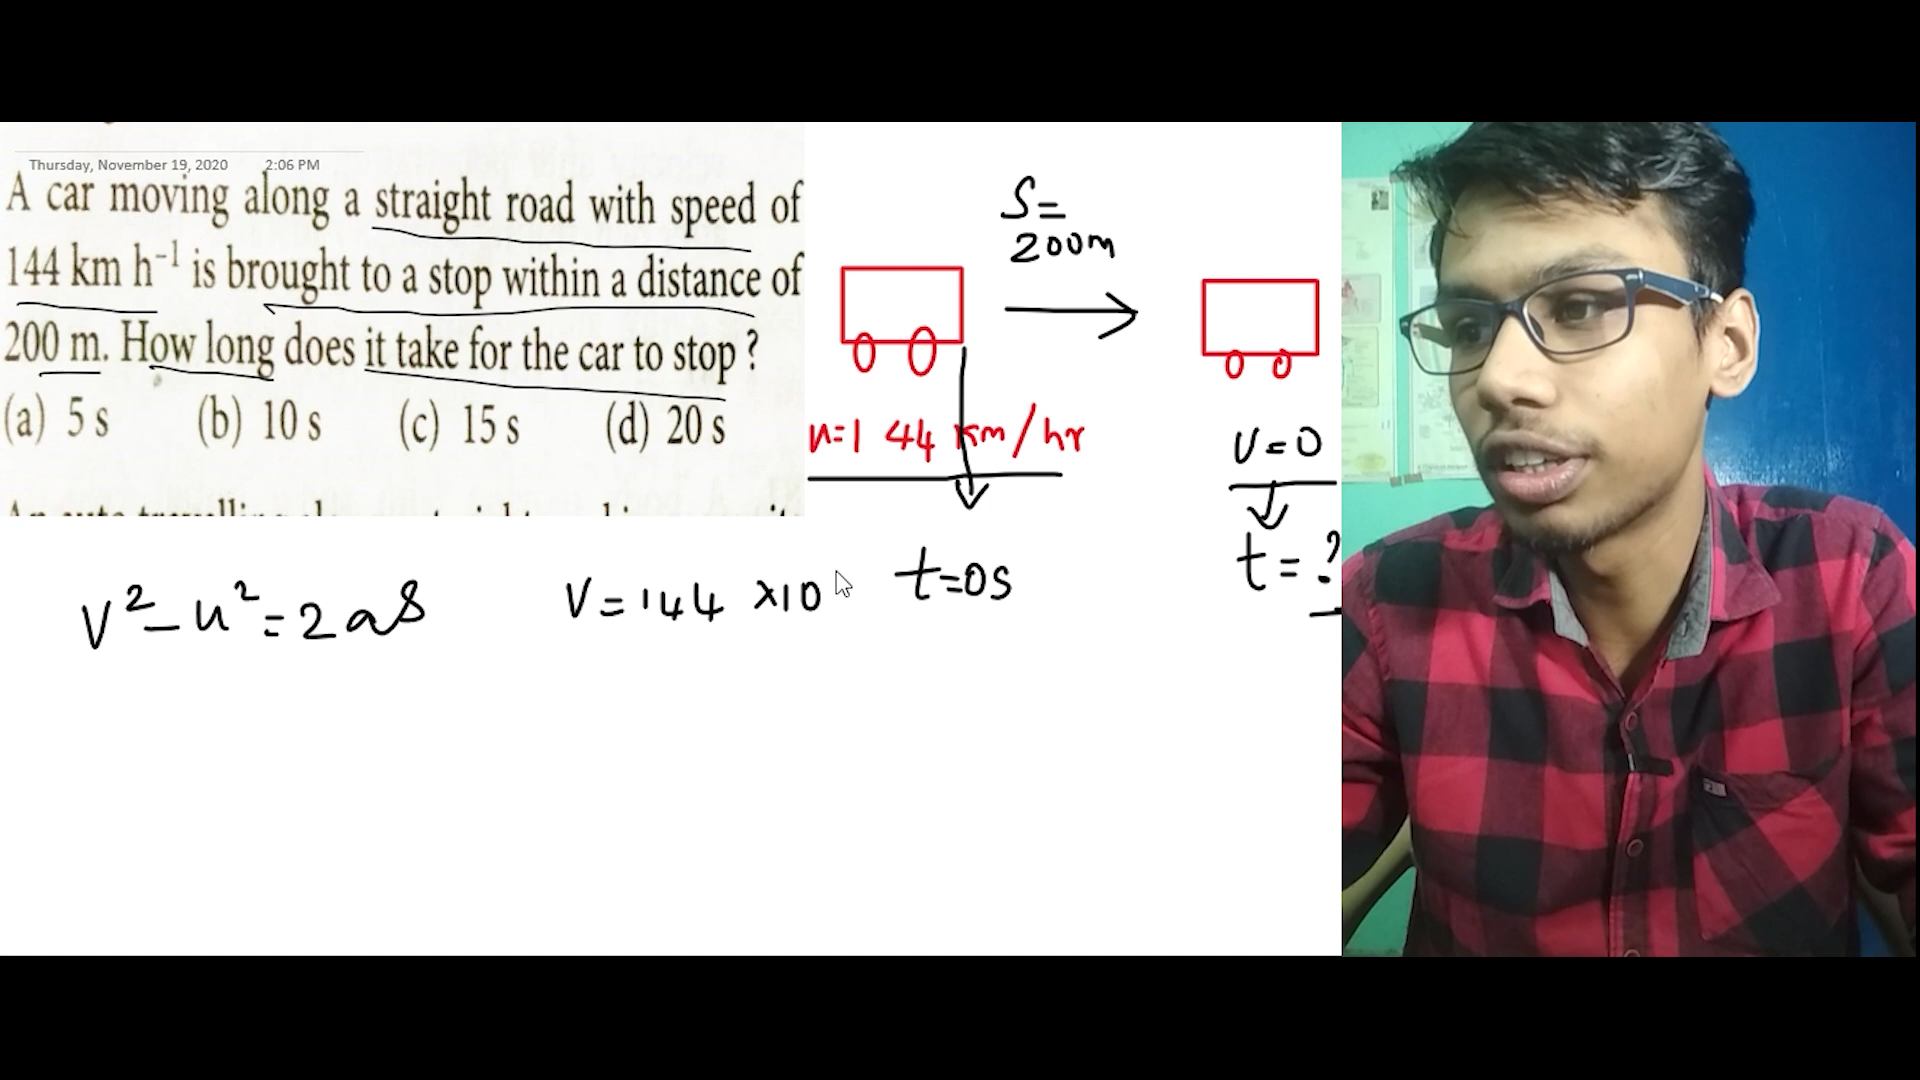 Thursday, November 19, 2020 2:06 PM
A car moving along a straight road with speed of
144 km h⁻¹ is brought to a stop within a distance of
200 m. How long does it take for the car to stop ?
(a) 5 s (b) 10 s (c) 15 s (d) 20 s
S=
200m
u=144 km/hr
v=0
t=0s
t=?
v²-u²=2as
V=144 ×10